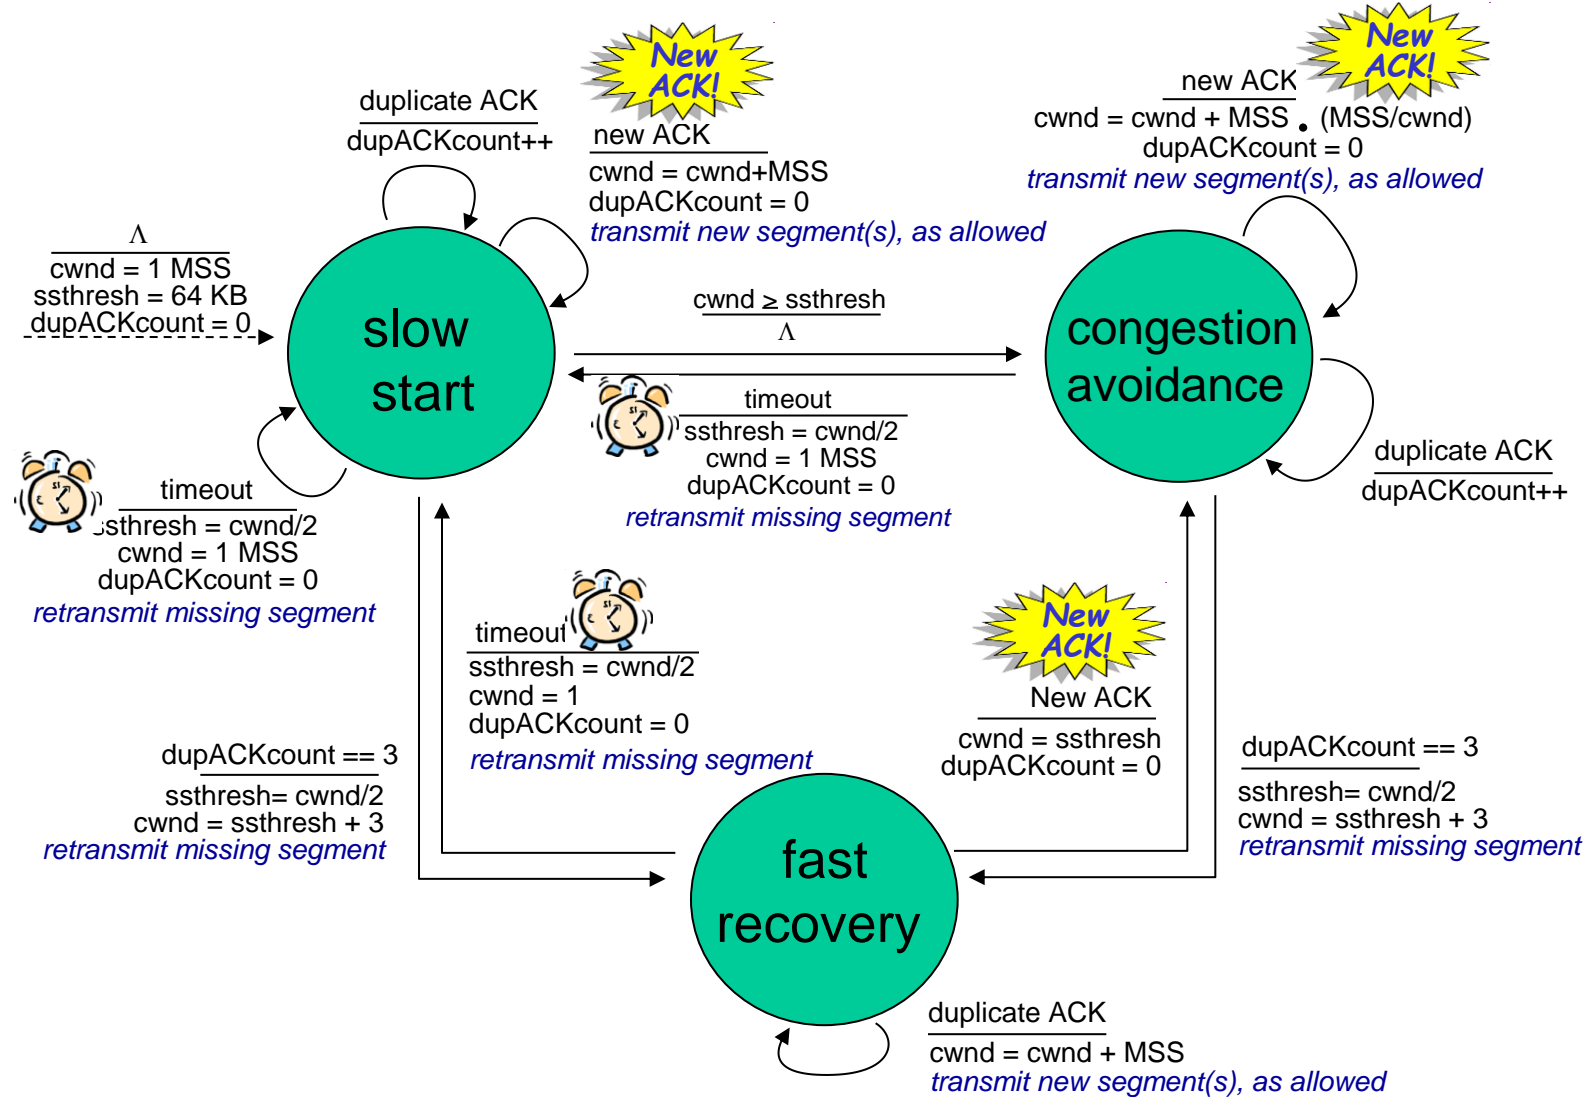 New
ACK!
duplicate ACK
dupACKcount++
new ACK
cwnd = cwnd+MSS
dupACKcount = 0
transmit new segment(s), as allowed
New
ACK!
new ACK
cwnd = cwnd + MSS • (MSS/cwnd)
dupACKcount = 0
transmit new segment(s), as allowed
Λ
cwnd = 1 MSS
ssthresh = 64 KB
dupACKcount = 0
slow
start
cwnd ≥ ssthresh
Λ
congestion
avoidance
timeout
ssthresh = cwnd/2
cwnd = 1 MSS
dupACKcount = 0
retransmit missing segment
duplicate ACK
dupACKcount++
timeout
ssthresh = cwnd/2
cwnd = 1 MSS
dupACKcount = 0
retransmit missing segment
timeout
ssthresh = cwnd/2
cwnd = 1
dupACKcount = 0
retransmit missing segment
New
ACK!
New ACK
cwnd = ssthresh
dupACKcount = 0
dupACKcount == 3
ssthresh= cwnd/2
cwnd = ssthresh + 3
retransmit missing segment
dupACKcount == 3
ssthresh= cwnd/2
cwnd = ssthresh + 3
retransmit missing segment
fast
recovery
duplicate ACK
cwnd = cwnd + MSS
transmit new segment(s), as allowed